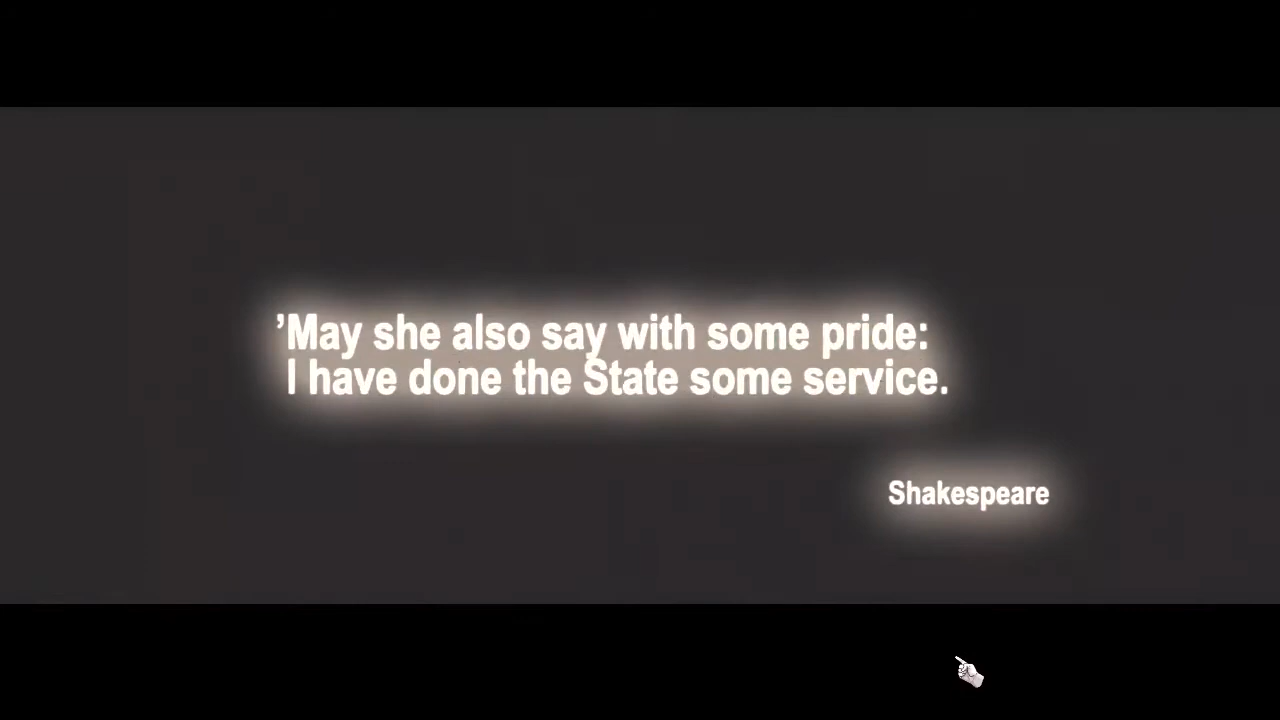 ’May she also say with some pride:
I have done the State some service.
Shakespeare